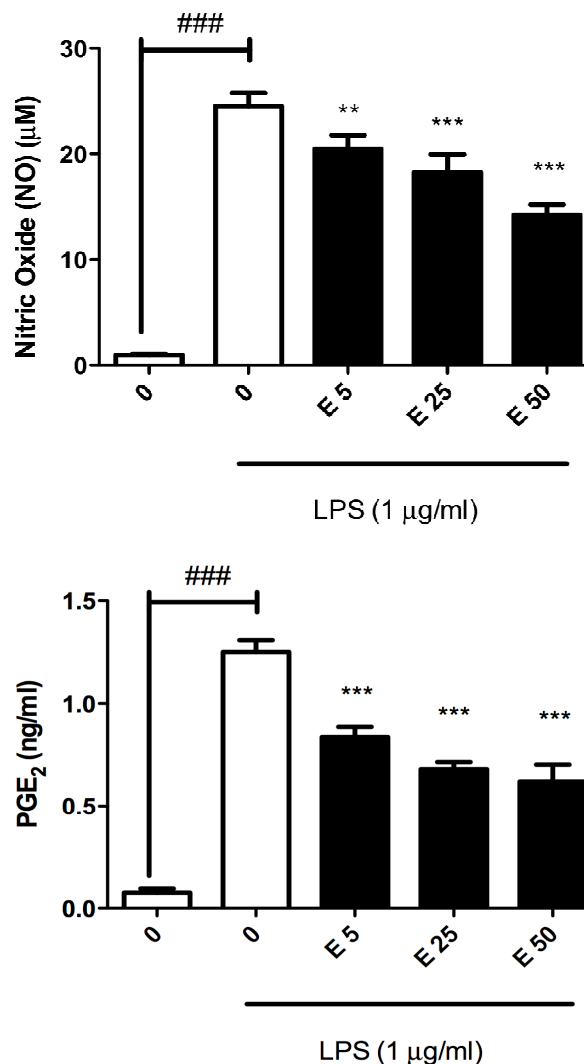 ###
Nitric Oxide (NO) (μM)
30
20
10
0
**
***
***
0
0
E 5
E 25
E 50
LPS (1 μg/ml)
###
PGE2 (ng/ml)
1.5
1.0
0.5
0.0
***
***
***
0
0
E 5
E 25
E 50
LPS (1 μg/ml)